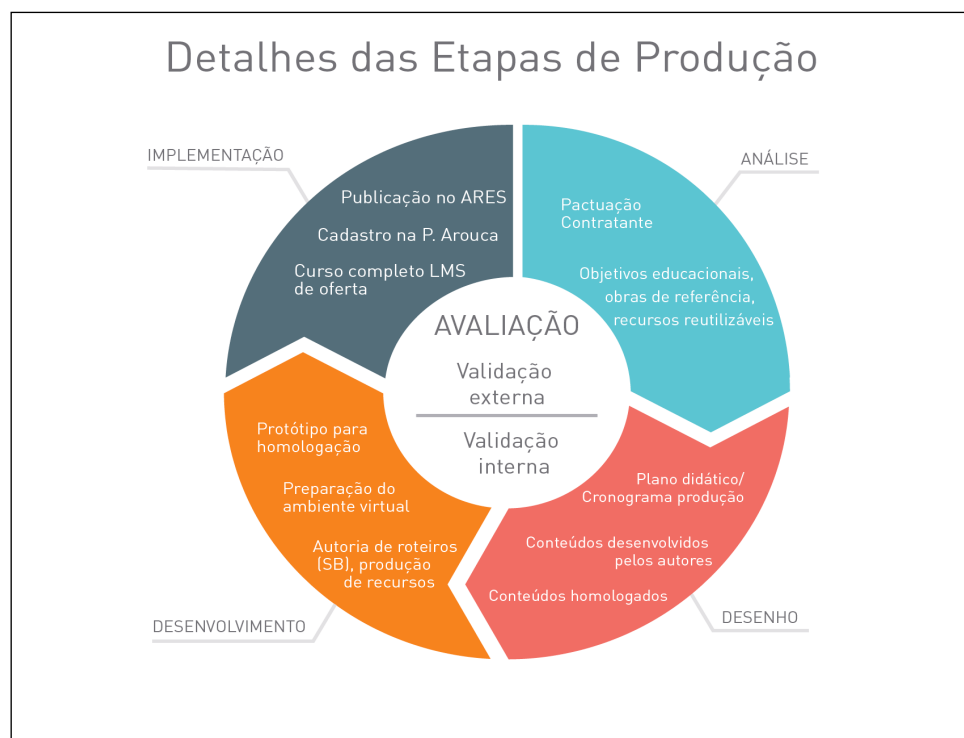 Detalhes das Etapas de Produção
IMPLEMENTAÇÃO
ANÁLISE
Publicação no ARES
Cadastro na P. Arouca
Curso completo LMS
de oferta
Pactuação
Contratante
Objetivos educacionais,
obras de referência,
recursos reutilizáveis
AVALIAÇÃO
Validação
externa
Validação
interna
Protótipo para
homologação
Preparação do
ambiente virtual
Autoria de roteiros
(SB), produção
de recursos
Plano didático/
Cronograma produção
Conteúdos desenvolvidos
pelos autores
Conteúdos homologados
DESENVOLVIMENTO
DESENHO